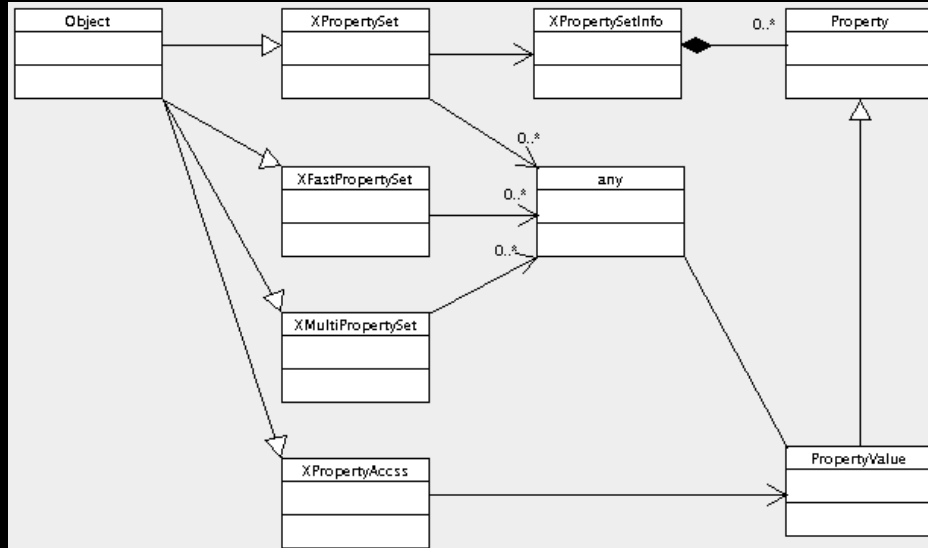 Object
XPropertySet
XPropertySetInfo
Property
0..*
0..*
XFastPropertySet
any
0..*
0..*
XMultiPropertySet
XPropertyAccss
PropertyValue